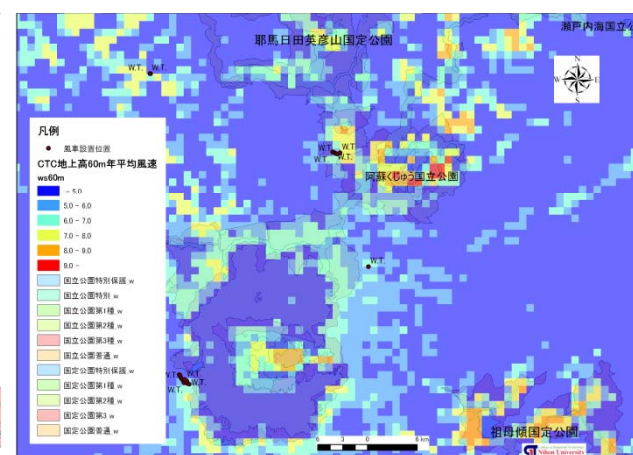 瀬戸内海国立公
耶馬日田英彦山国定公園
N
W E
S
W.T. W.T.
W.T. W.T.
W.T. W.T.
阿蘇くじゅう国立公園
凡例
風車設置位置
CTC地上高60m年平均風速
ws60m
- 5.0
5.0 - 6.0
6.0 - 7.0
7.0 - 8.0
8.0 - 9.0
9.0 -
国立公園特別保護_w
国立公園特別_w
国立公園第1種_w
国立公園第2種_w
国立公園第3種_w
国立公園普通_w
国定公園特別保護_w
国定公園第1種_w
国定公園第2種_w
国定公園第3_w
国定公園普通_w
W.T.
W.T.
W.T.
W.T.
祖母傾国定公園
6 3 0 6 km
Nihon University